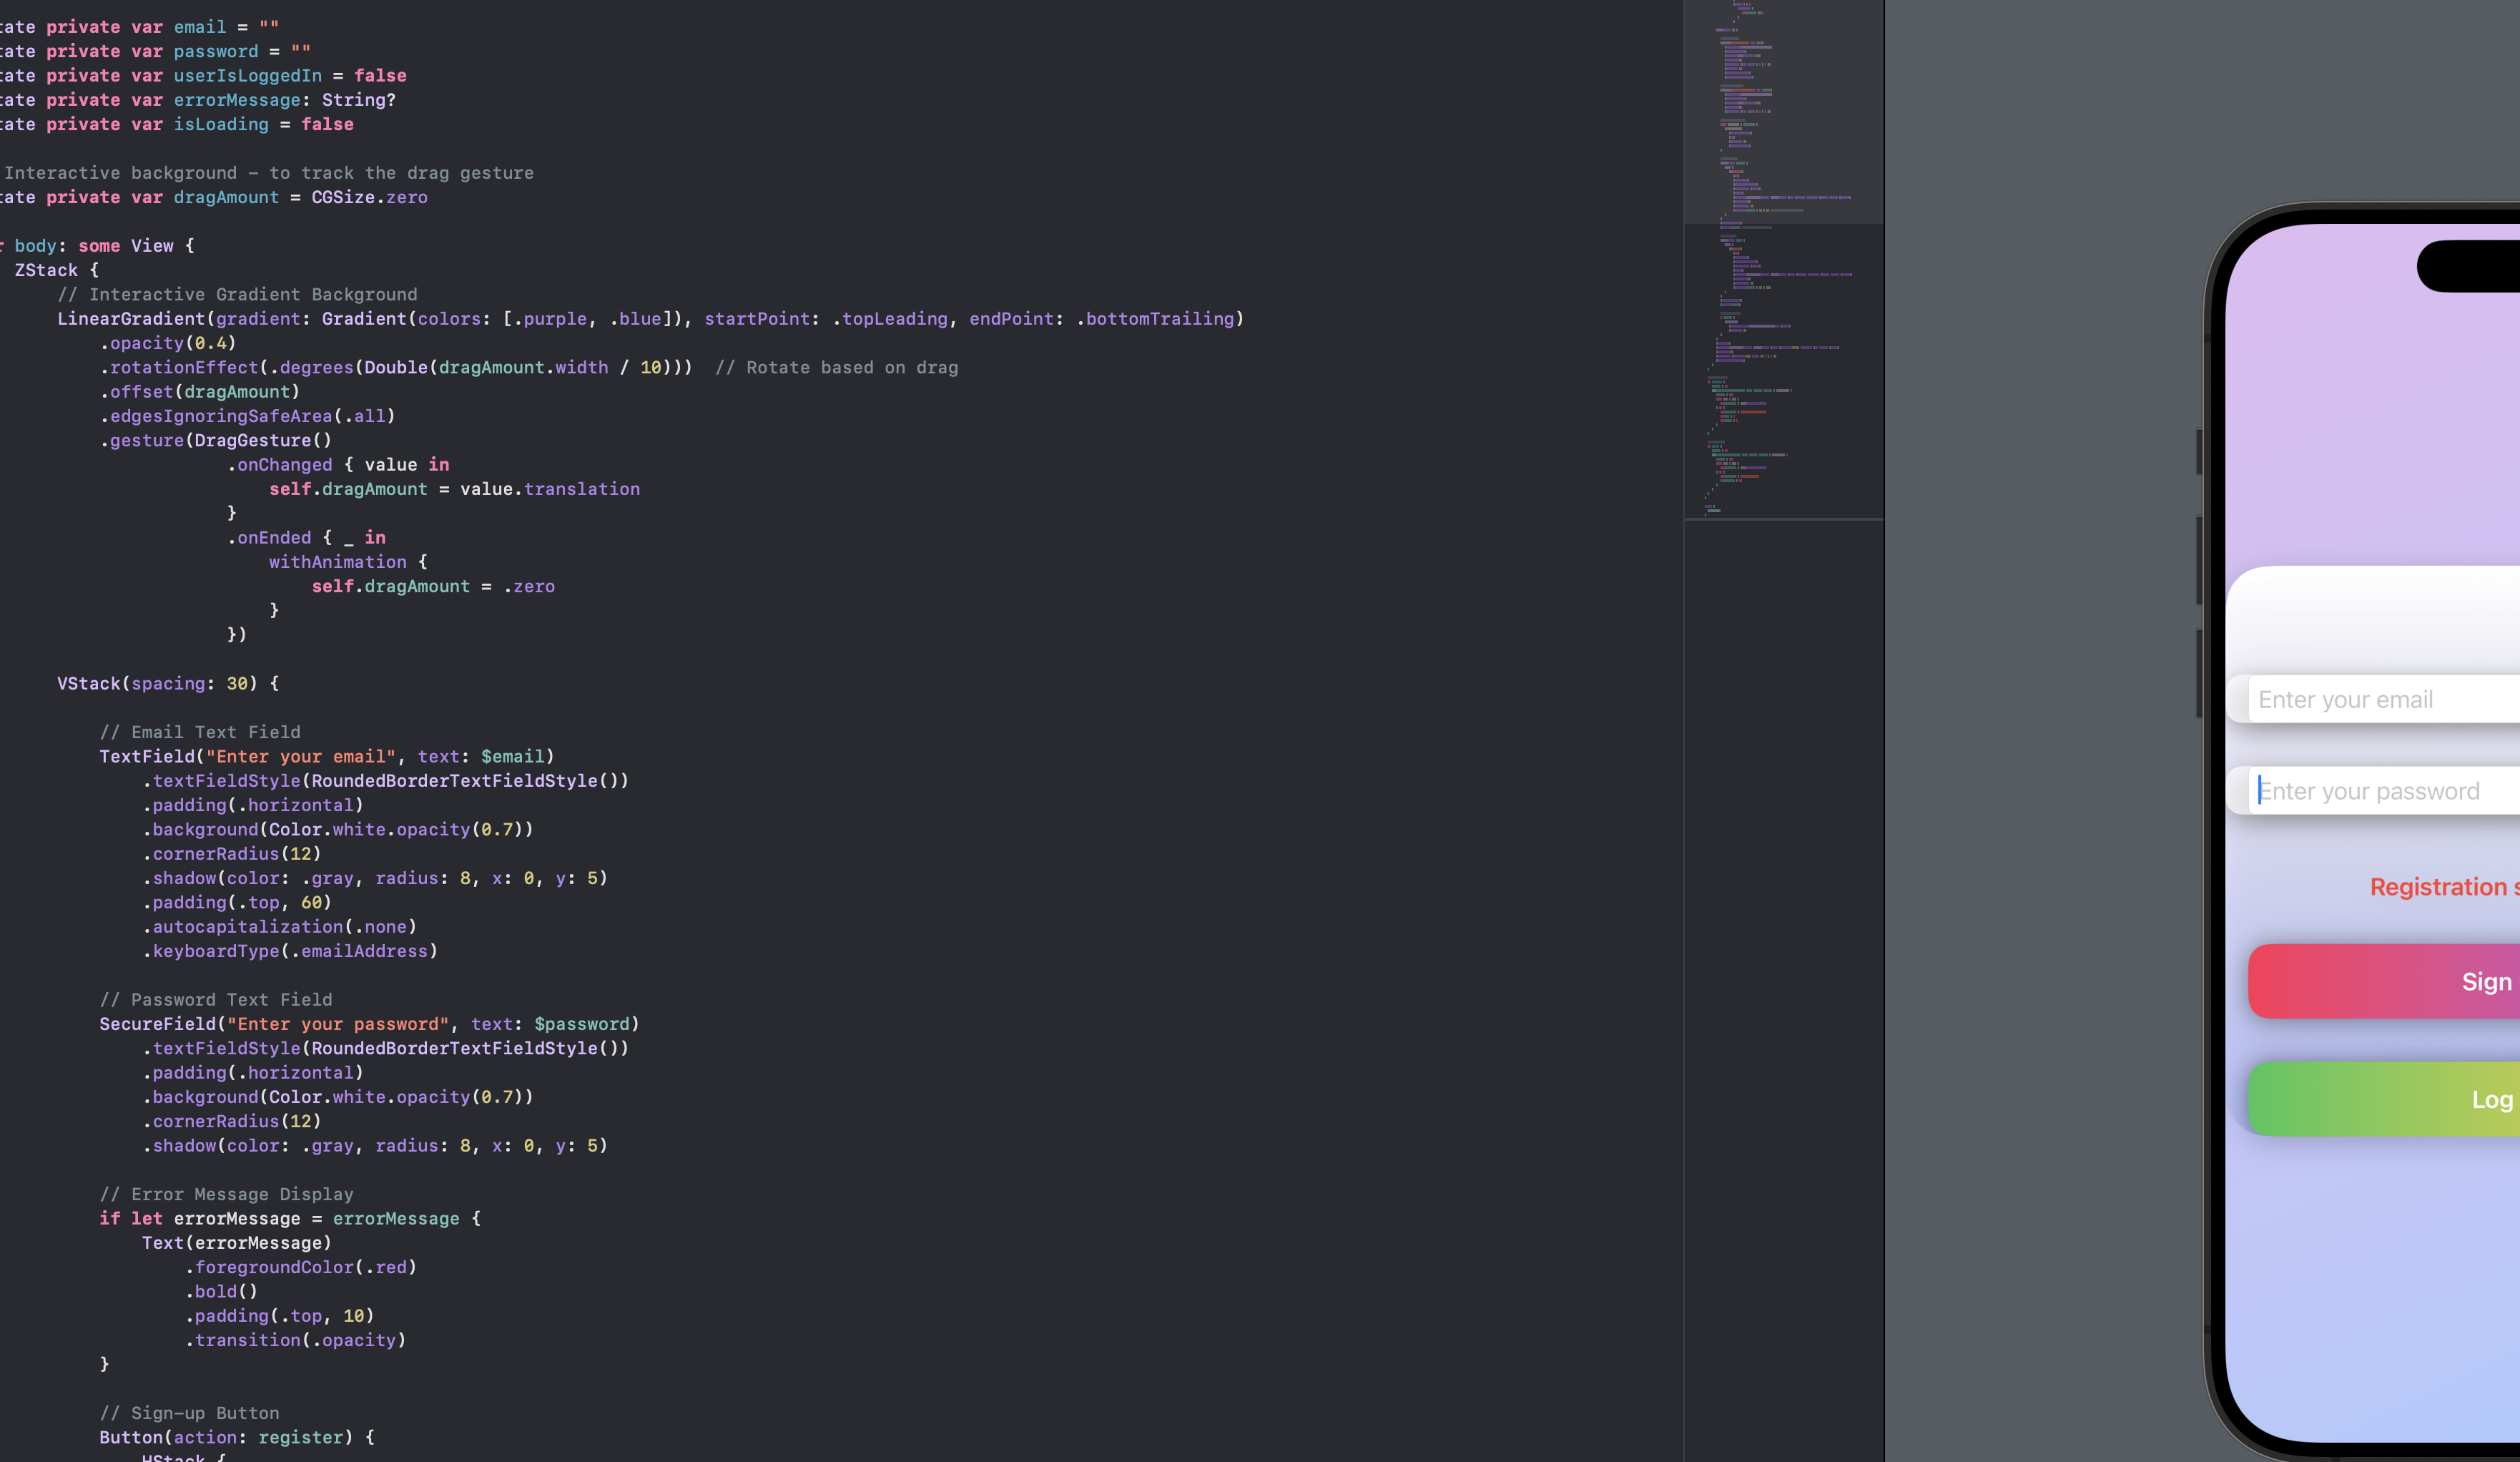 tate private var email = ""
tate private var password = ""
tate private var userIsLoggedIn = false
tate private var errorMessage: String?
tate private var isLoading = false
Interactive background – to track the drag gesture
tate private var dragAmount = CGSize.zero
r body: some View {
ZStack {
// Interactive Gradient Background
LinearGradient(gradient: Gradient(colors: [.purple, .blue]), startPoint: .topLeading, endPoint: .bottomTrailing)
.opacity(0.4)
.rotationEffect(.degrees(Double(dragAmount.width / 10)))  // Rotate based on drag
.offset(dragAmount)
.edgesIgnoringSafeArea(.all)
.gesture(DragGesture()
.onChanged { value in
self.dragAmount = value.translation
}
.onEnded { _ in
withAnimation {
self.dragAmount = .zero
}
})
VStack(spacing: 30) {
// Email Text Field
TextField("Enter your email", text: $email)
.textFieldStyle(RoundedBorderTextFieldStyle())
.padding(.horizontal)
.background(Color.white.opacity(0.7))
.cornerRadius(12)
.shadow(color: .gray, radius: 8, x: 0, y: 5)
.padding(.top, 60)
.autocapitalization(.none)
.keyboardType(.emailAddress)
// Password Text Field
SecureField("Enter your password", text: $password)
.textFieldStyle(RoundedBorderTextFieldStyle())
.padding(.horizontal)
.background(Color.white.opacity(0.7))
.cornerRadius(12)
.shadow(color: .gray, radius: 8, x: 0, y: 5)
// Error Message Display
if let errorMessage = errorMessage {
Text(errorMessage)
.foregroundColor(.red)
.bold()
.padding(.top, 10)
.transition(.opacity)
}
// Sign-up Button
Button(action: register) {
HStack {
Enter your email
Enter your password
Registration s
Sign
Log